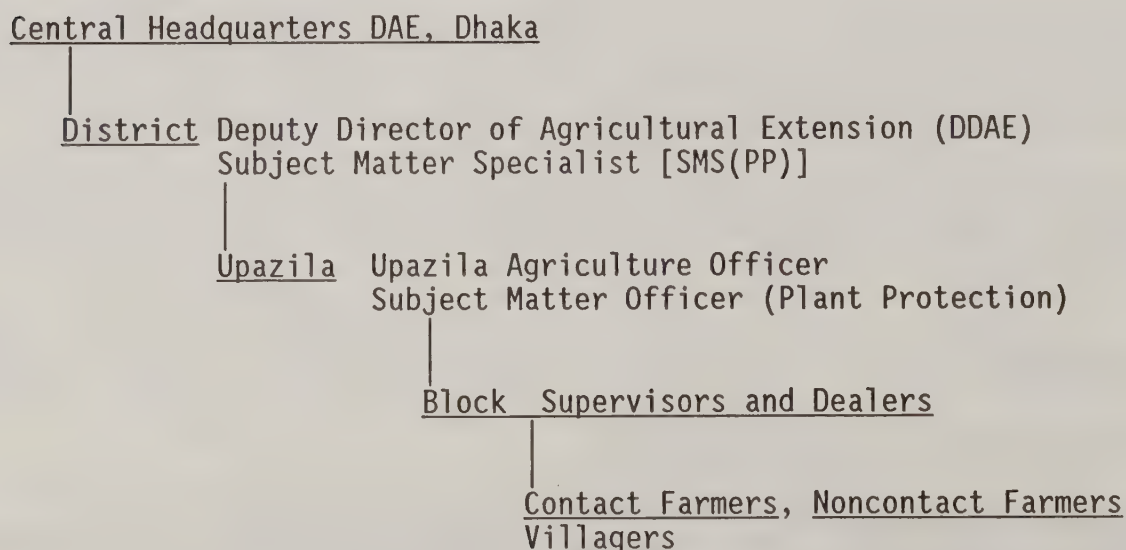 Central Headquarters DAE, Dhaka
District Deputy Director of Agricultural Extension (DDAE)
Subject Matter Specialist [SMS(PP)]
Upazila Upazila Agriculture Officer
Subject Matter Officer (Plant Protection)
Block Supervisors and Dealers
Contact Farmers, Noncontact Farmers
Villagers